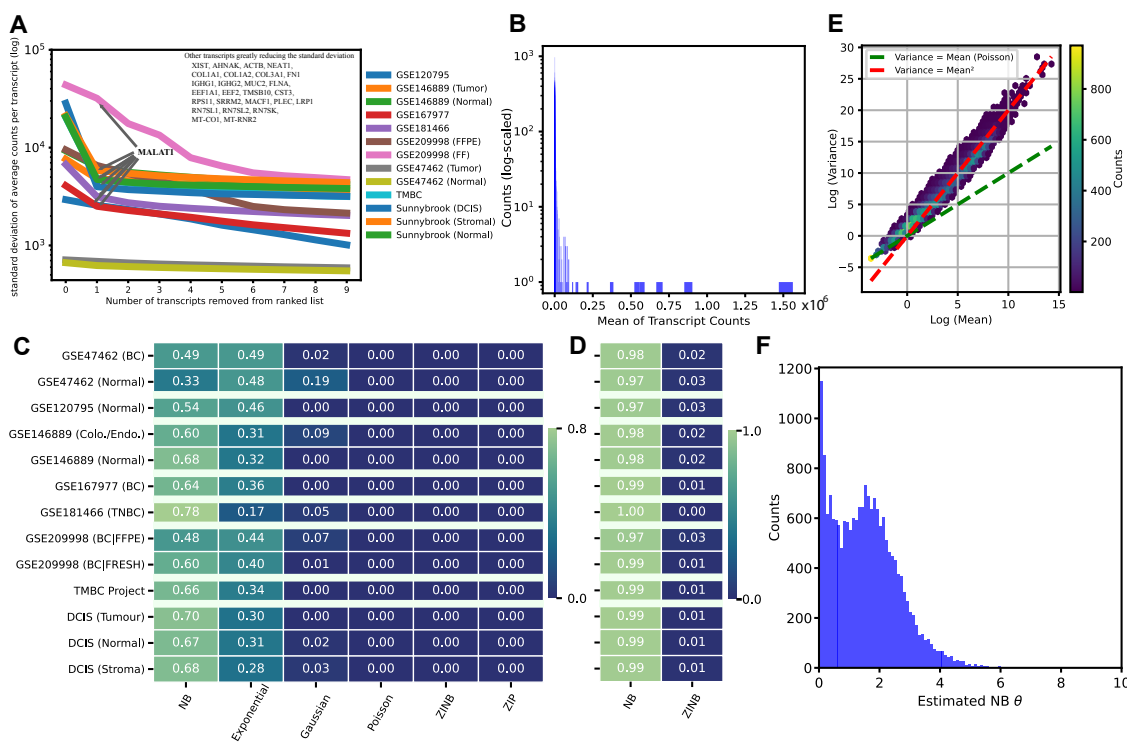 A
standard deviation of average counts per transcript (log)
10^5
10^4
10^3
Other transcripts greatly reducing the standard deviation
XIST, AHNAK, ACTB, NEAT1,
COL1A1, COL1A2, COL3A1, FN1
IGHG1, IGHG2, MUC2, FLNA,
EEF1A1, EEF2, TMSB10, CST3,
RPS11, SRRM2, MACF1, PLEC, LRP1
RN7SL1, RN7SL2, RN7SK,
MT-CO1, MT-RNR2
MALAT1
0 1 2 3 4 5 6 7 8 9
Number of transcripts removed from ranked list
GSE120795
GSE146889 (Tumor)
GSE146889 (Normal)
GSE167977
GSE181466
GSE209998 (FFPE)
GSE209998 (FF)
GSE47462 (Tumor)
GSE47462 (Normal)
TMBC
Sunnybrook (DCIS)
Sunnybrook (Stromal)
Sunnybrook (Normal)
B
Counts (log-scaled)
10^3
10^2
10^1
10^0
0.00 0.25 0.50 0.75 1.00 1.25 1.50
×10^6
Mean of Transcript Counts
E
Log (Variance)
30
25
20
15
10
5
0
−5
Variance = Mean (Poisson)
Variance = Mean²
0 5 10 15
Log (Mean)
800
600
400
200
Counts
C
GSE47462 (BC) 0.49 0.49 0.02 0.00 0.00 0.00
GSE47462 (Normal) 0.33 0.48 0.19 0.00 0.00 0.00
GSE120795 (Normal) 0.54 0.46 0.00 0.00 0.00 0.00
GSE146889 (Colo./Endo.) 0.60 0.31 0.09 0.00 0.00 0.00
GSE146889 (Normal) 0.68 0.32 0.00 0.00 0.00 0.00
GSE167977 (BC) 0.64 0.36 0.00 0.00 0.00 0.00
GSE181466 (TNBC) 0.78 0.17 0.05 0.00 0.00 0.00
GSE209998 (BC|FFPE) 0.48 0.44 0.07 0.00 0.00 0.00
GSE209998 (BC|FRESH) 0.60 0.40 0.01 0.00 0.00 0.00
TMBC Project 0.66 0.34 0.00 0.00 0.00 0.00
DCIS (Tumour) 0.70 0.30 0.00 0.00 0.00 0.00
DCIS (Normal) 0.67 0.31 0.02 0.00 0.00 0.00
DCIS (Stroma) 0.68 0.28 0.03 0.00 0.00 0.00
NB Exponential Gaussian Poisson ZINB ZIP
0.8
0.0
D
0.98 0.02
0.97 0.03
0.97 0.03
0.98 0.02
0.98 0.02
0.99 0.01
1.00 0.00
0.97 0.03
0.99 0.01
0.99 0.01
0.99 0.01
0.99 0.01
0.99 0.01
NB ZINB
1.0
0.0
F
Counts
1200
1000
800
600
400
200
0
0 2 4 6 8 10
Estimated NB θ